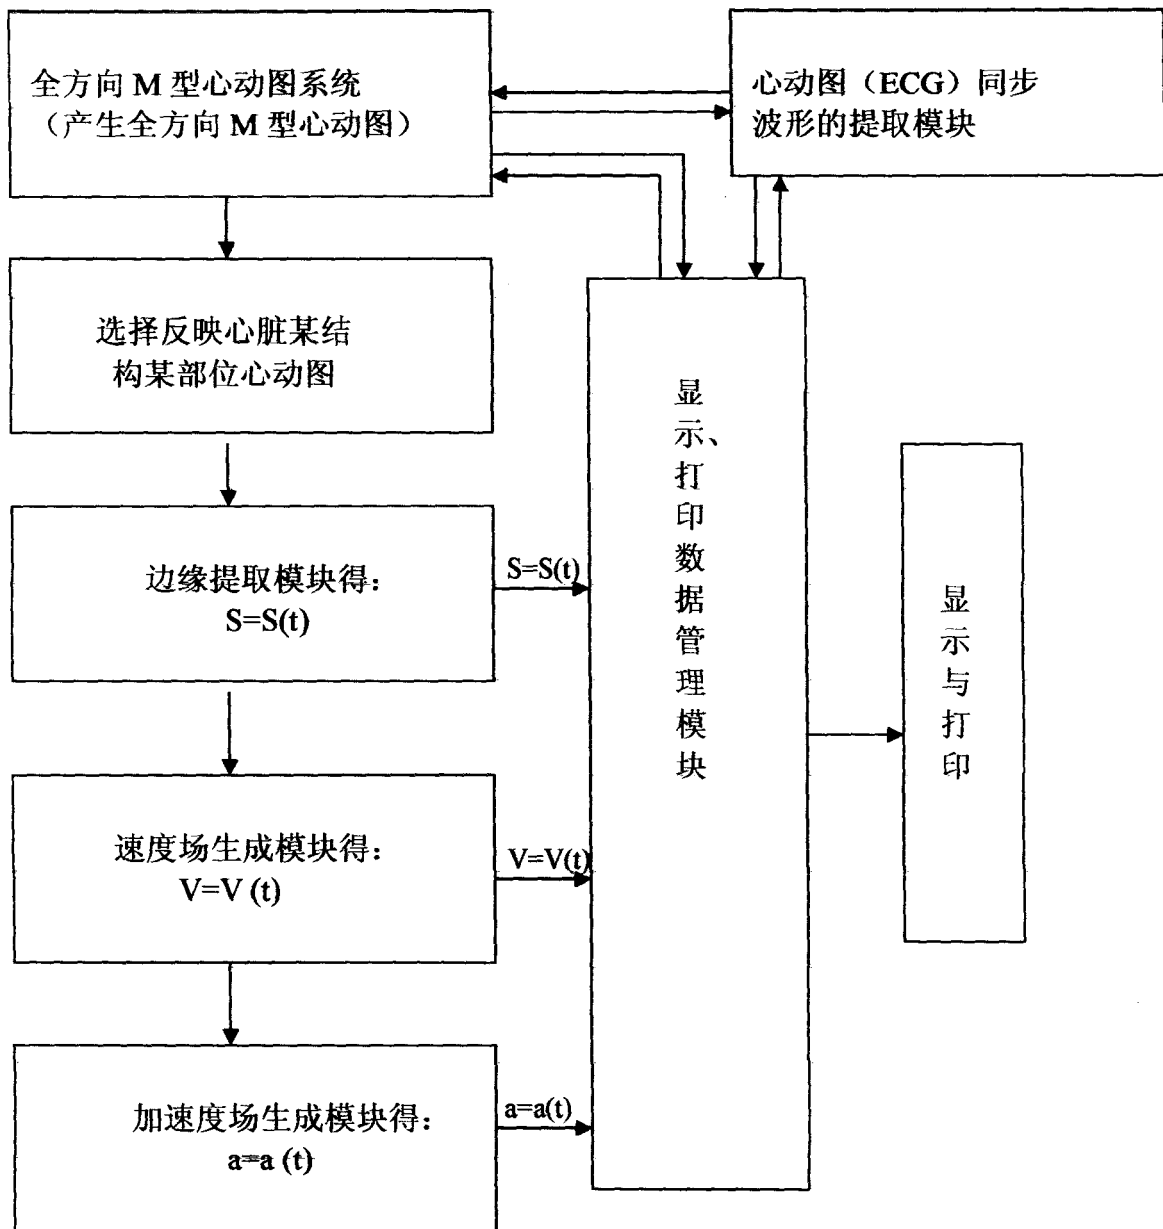 全方向 M 型心动图系统
（产生全方向 M 型心动图）
心动图（ECG）同步
波形的提取模块
选择反映心脏某结
构某部位心动图
边缘提取模块得：
S=S(t)
S=S(t)
速度场生成模块得：
V=V (t)
V=V(t)
加速度场生成模块得：
a=a (t)
a=a(t)
显示、打印数据管理模块
显示与打印